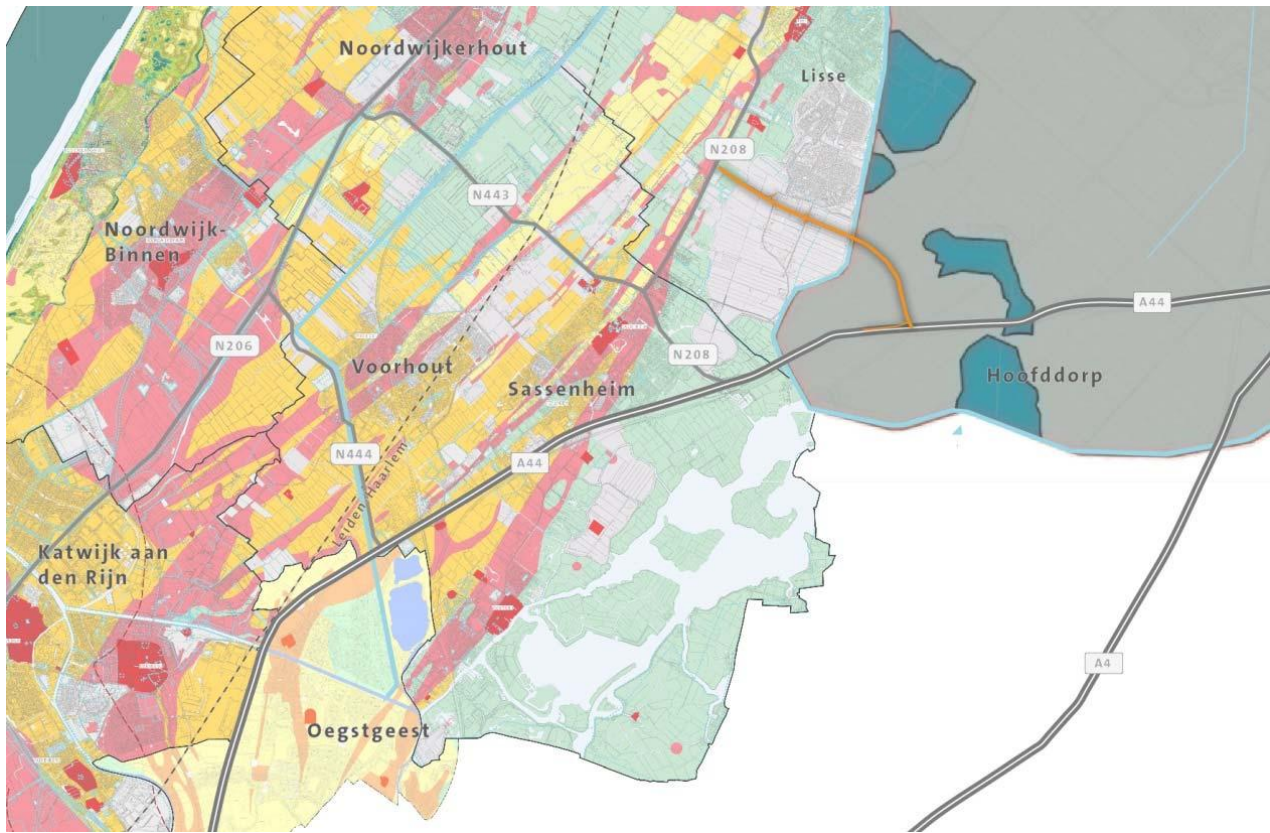 Noordwijkerhout
Lisse
N208
N443
Noordwijk-
Binnen
A44
N206
Voorhout
N208
Hoofddorp
Sassenheim
N444
A44
Leiden-Haarlem
Katwijk aan
den Rijn
A4
Oegstgeest